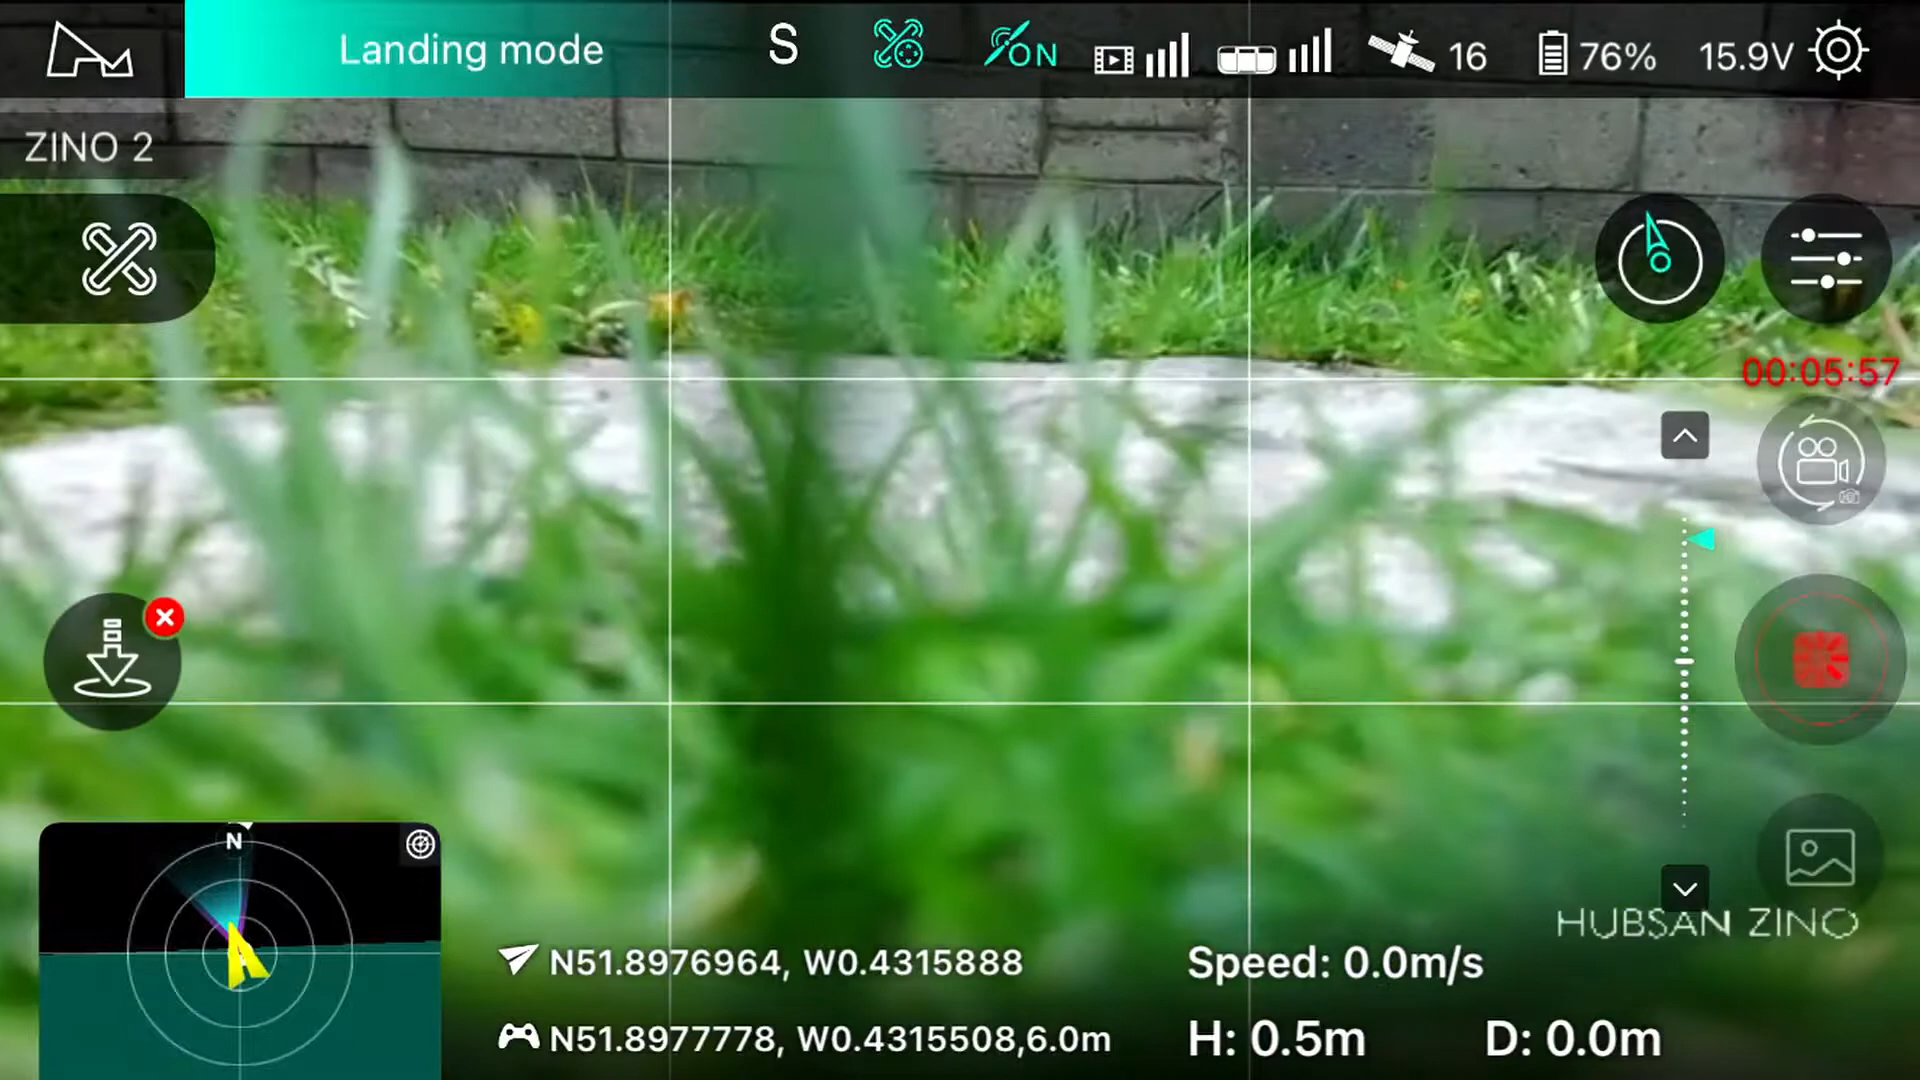 Landing mode
S
ON
16
76%
15.9V
ZINO 2
00:05:57
N
HUBSAN ZINO
N51.8976964, W0.4315888
Speed: 0.0m/s
N51.8977778, W0.4315508,6.0m
H: 0.5m
D: 0.0m